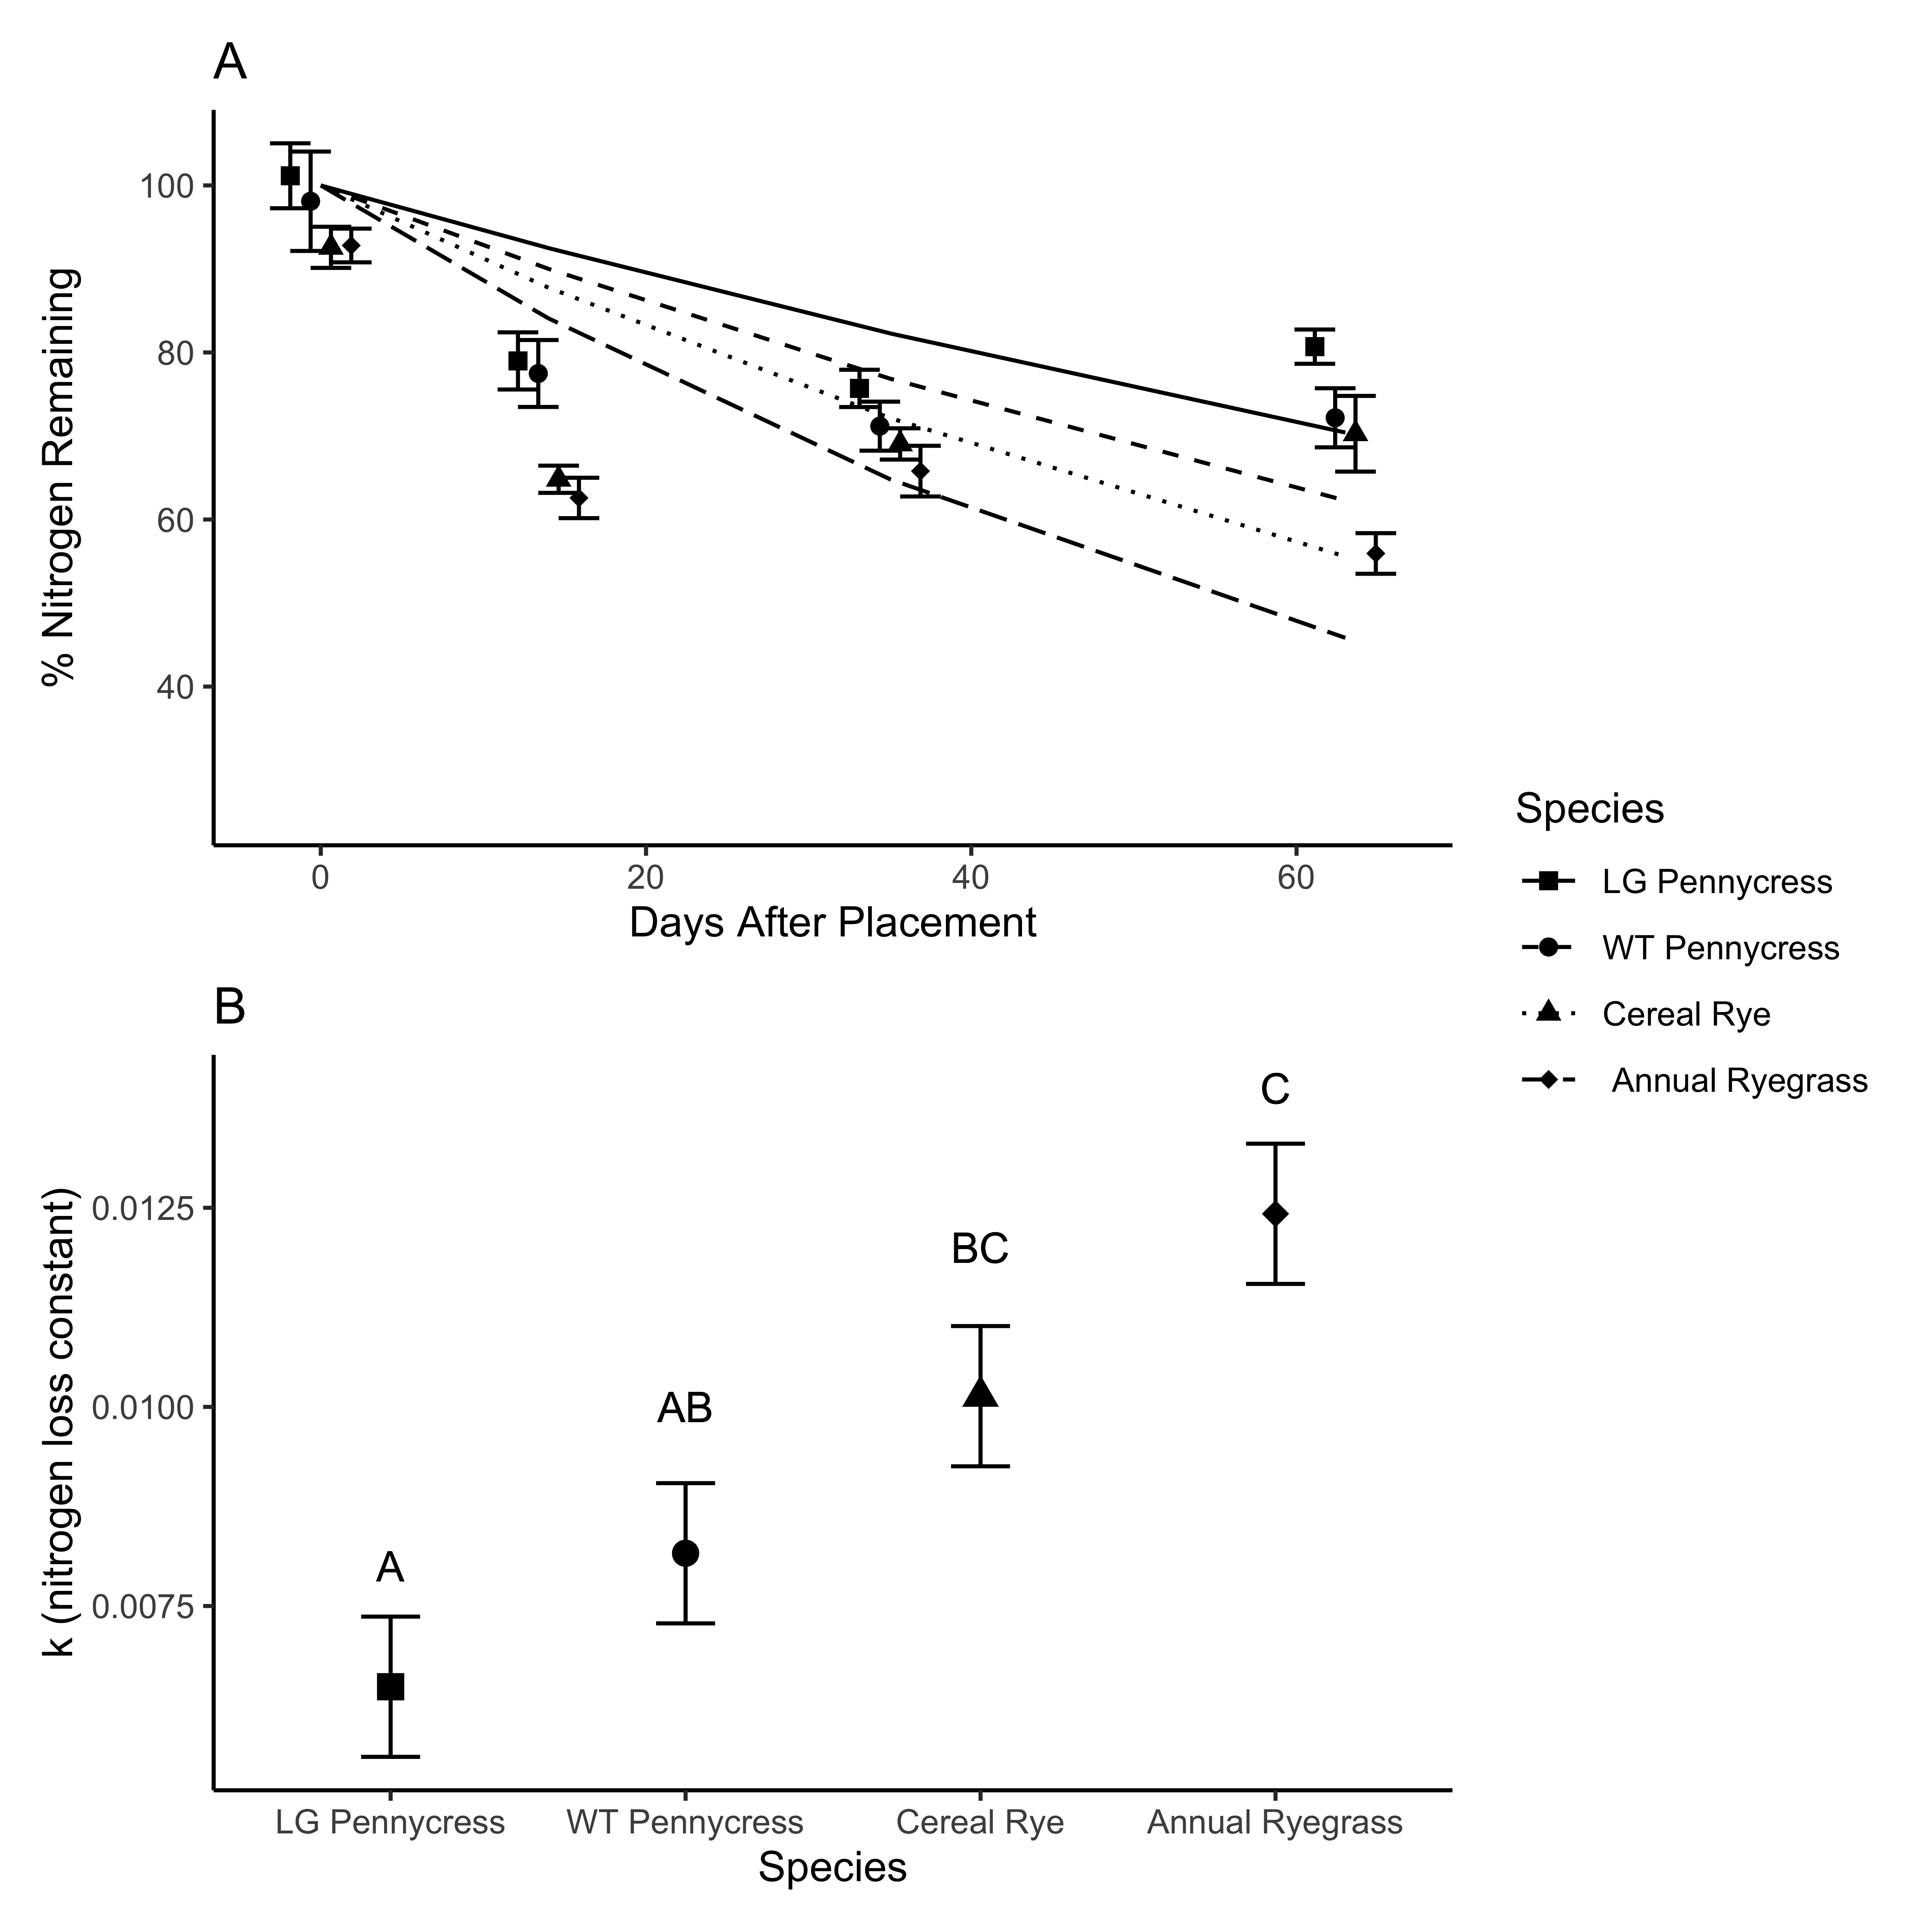 A
% Nitrogen Remaining
100
80
60
40
0 20 40 60
Days After Placement
Species
LG Pennycress
WT Pennycress
Cereal Rye
Annual Ryegrass
B
k (nitrogen loss constant)
0.0125
0.0100
0.0075
A
AB
BC
C
LG Pennycress WT Pennycress Cereal Rye Annual Ryegrass
Species